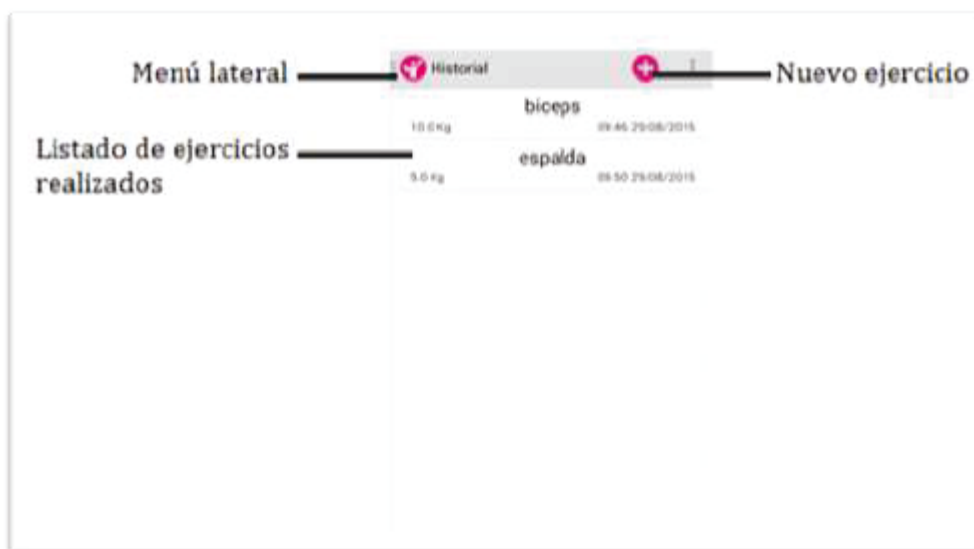 Menú lateral
Historial
Nuevo ejercicio
biceps
10.0 Kg
09:46 29/08/2015
Listado de ejercicios
realizados
espalda
5.0 Kg
09:50 29/08/2015